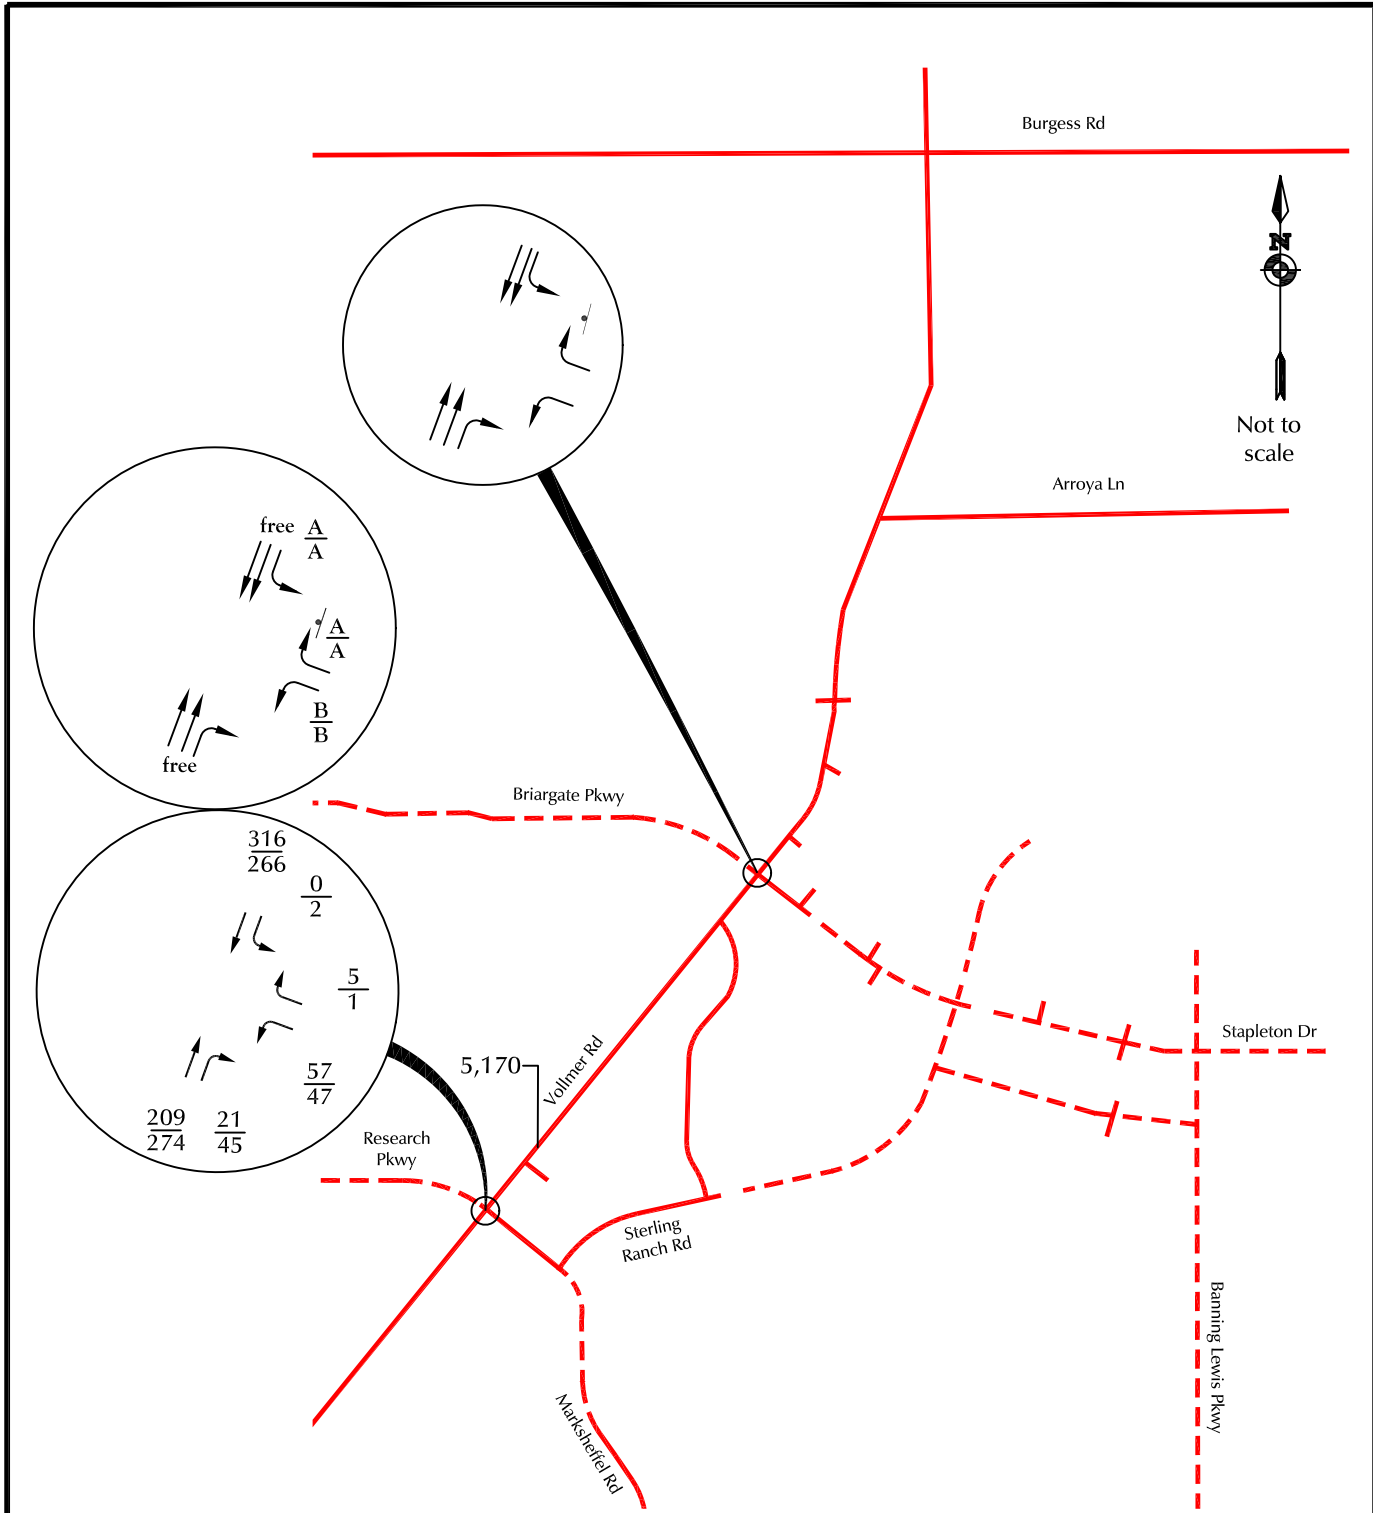 Burgess Rd
N
Not to
scale
Arroya Ln
free A
A
A
A
B
B
free
Briargate Pkwy
316
266
0
2
5
1
57
47
209
274
21
45
5,170
Vollmer Rd
Research
Pkwy
Stapleton Dr
Sterling
Ranch Rd
Banning Lewis Pkwy
Marksheffel Rd